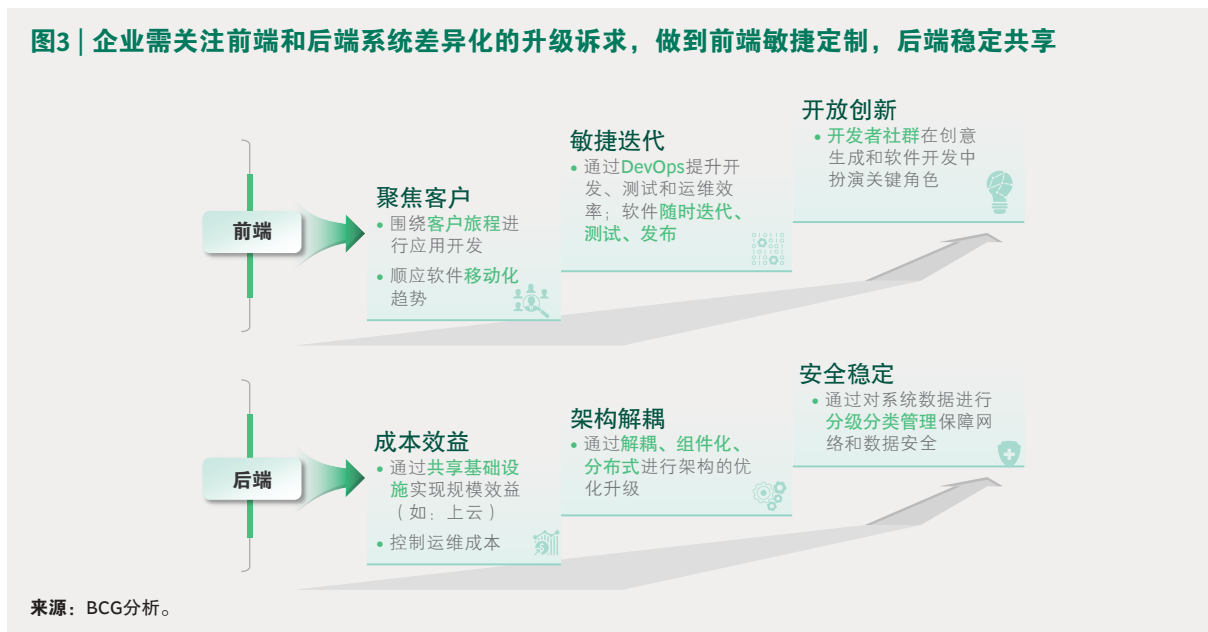 图3 | 企业需关注前端和后端系统差异化的升级诉求，做到前端敏捷定制，后端稳定共享
前端
聚焦客户
• 围绕客户旅程进
行应用开发
• 顺应软件移动化
趋势
敏捷迭代
• 通过DevOps提升开
发、测试和运维效
率；软件随时迭代、
测试、发布
开放创新
• 开发者社群在创意
生成和软件开发中
扮演关键角色
后端
成本效益
• 通过共享基础设
施实现规模效益
（如：上云）
• 控制运维成本
架构解耦
• 通过解耦、组件化、
分布式进行架构的优
化升级
安全稳定
• 通过对系统数据进行
分级分类管理保障网
络和数据安全
来源：BCG分析。